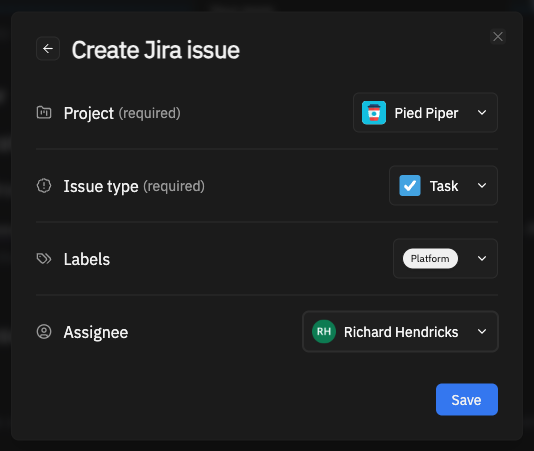 Create Jira issue
Project (required)
Pied Piper
Issue type (required)
Task
Labels
Platform
Assignee
RH
Richard Hendricks
Save